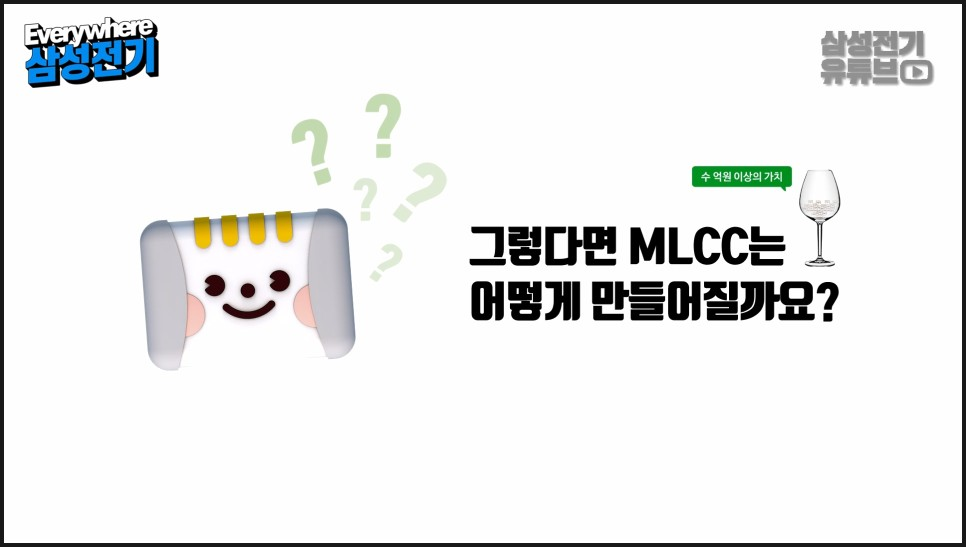 Everywhere
삼성전기
삼성전기
유튜브
수 억원 이상의 가치
그렇다면 MLCC는
어떻게 만들어질까요?